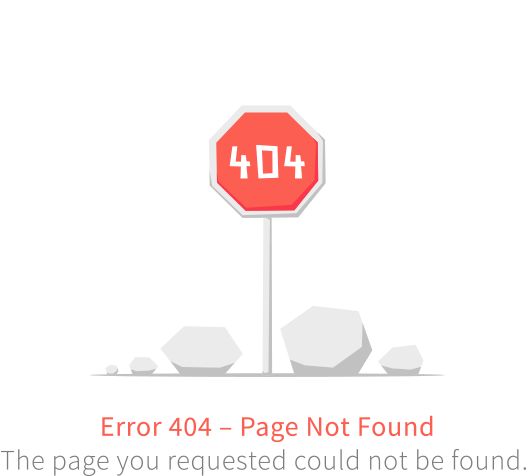 404
Error 404 – Page Not Found
The page you requested could not be found